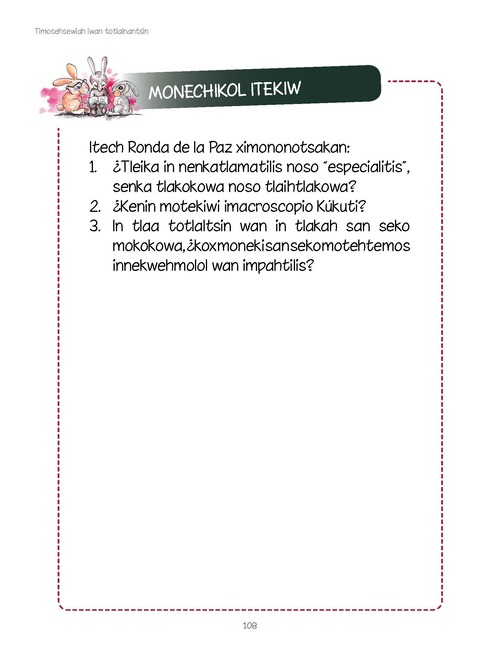 Timosehsewiah iwan totlalnantsin
MONECHIKOL ITEKIW
Itech Ronda de la Paz ximononotsakan:
1. ¿Tleika in nenkatlamatilis noso "especialitis",
senka tlakokowa noso tlaihtlakowa?
2. ¿Kenin motekiwi imacroscopio Kúkuti?
3. In tlaa totlaltsin wan in tlakah san seko
mokokowa,¿koxmonekisansekomotehtemos
innekwehmolol wan impahtilis?
108